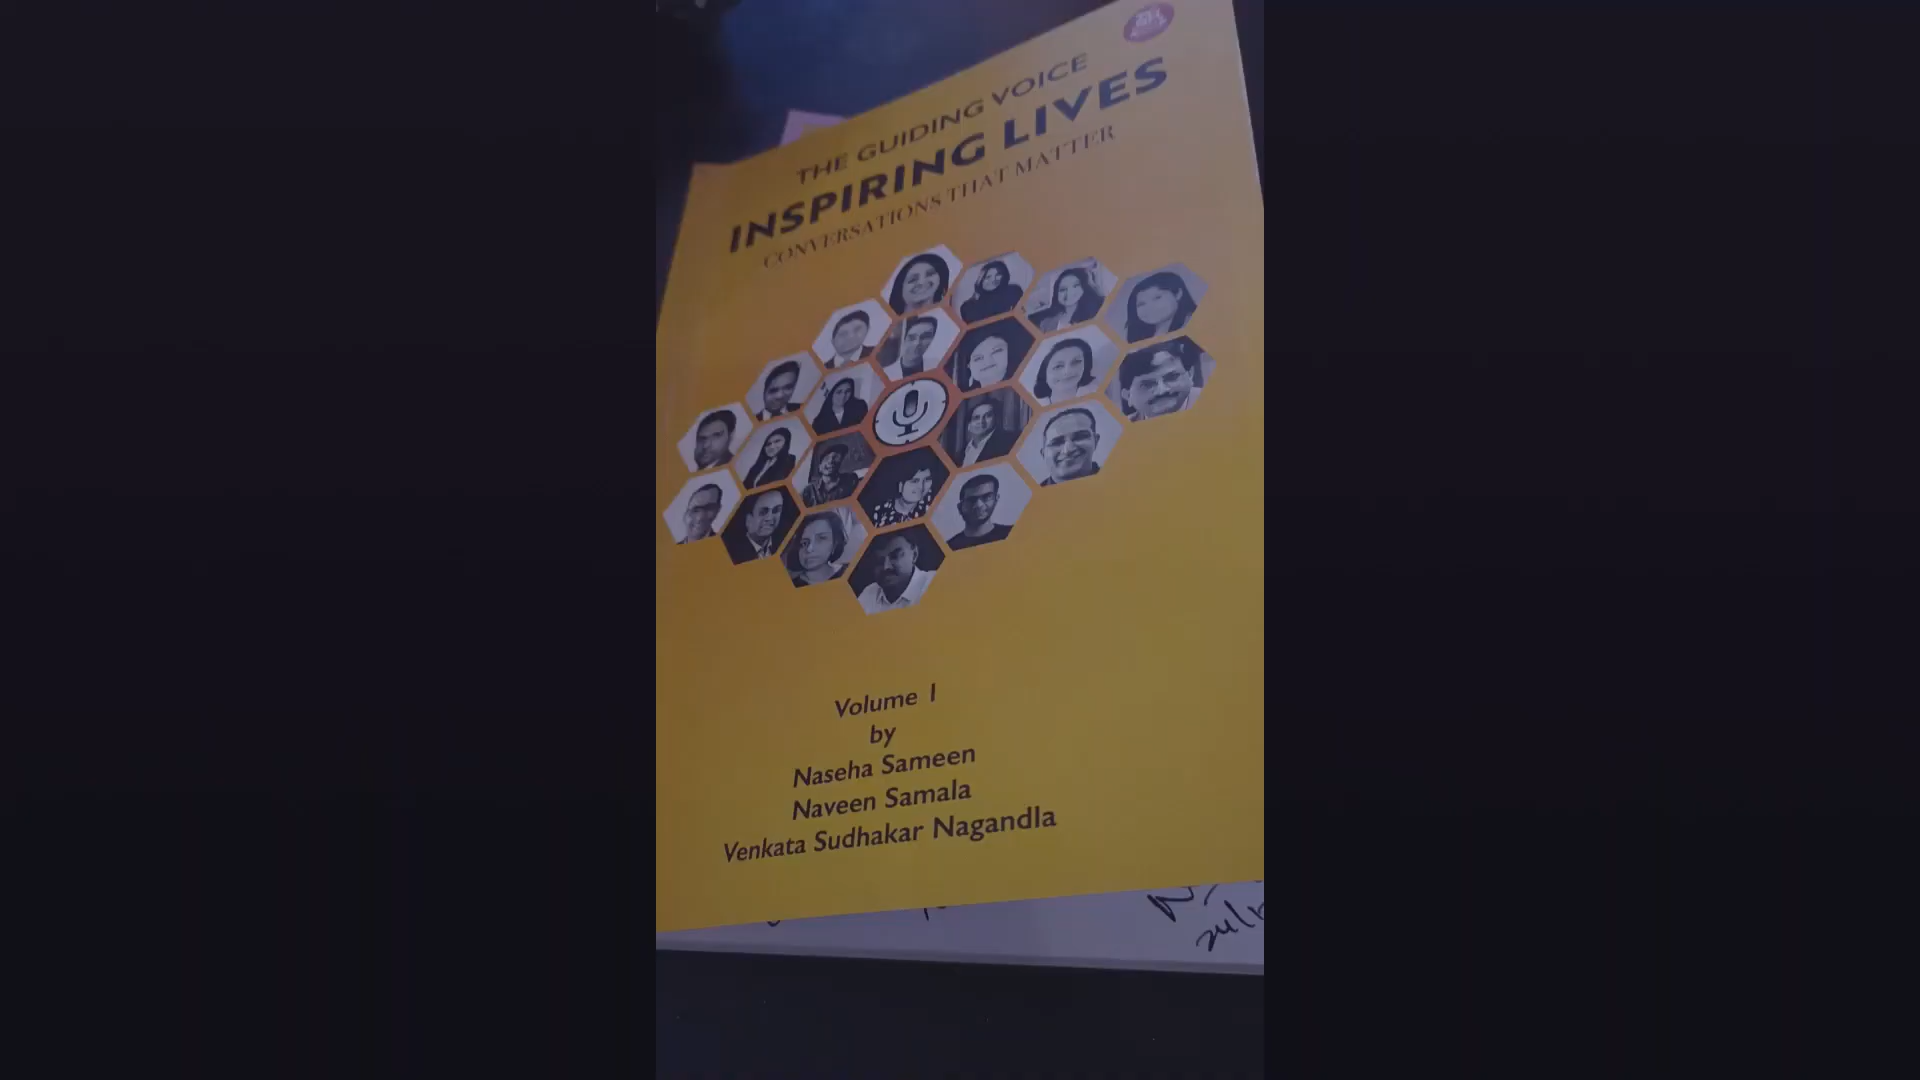 THE GUIDING VOICE
INSPIRING LIVES
CONVERSATIONS THAT MATTER
Volume 1
by
Naseha Sameen
Naveen Samala
Venkata Sudhakar Nagandla